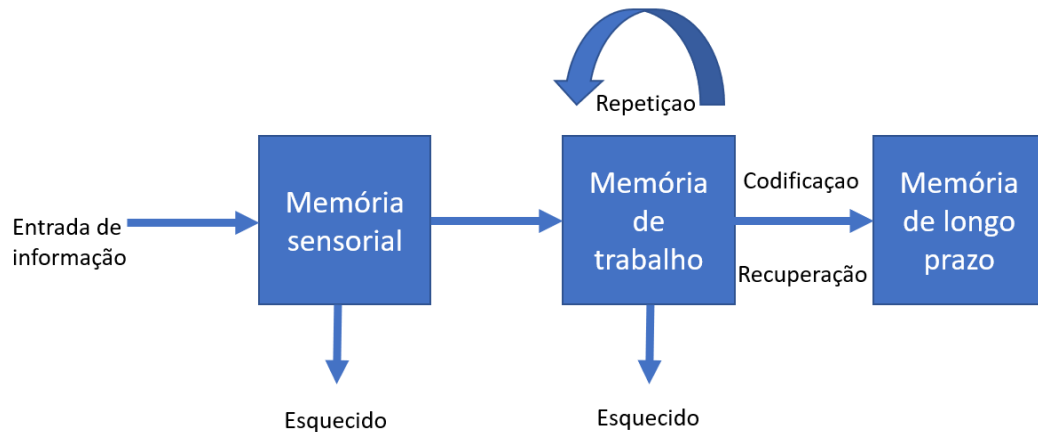 Repetiçao
Entrada de
informação
Memória
sensorial
Memória
de
trabalho
Codificaçao
Recuperação
Memória
de longo
prazo
Esquecido
Esquecido